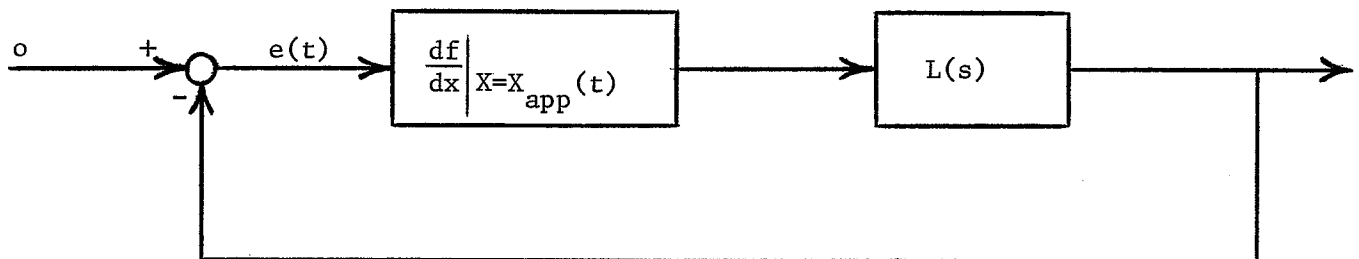 o
+
-
e(t)
df
dx | X=X_app(t)
L(s)